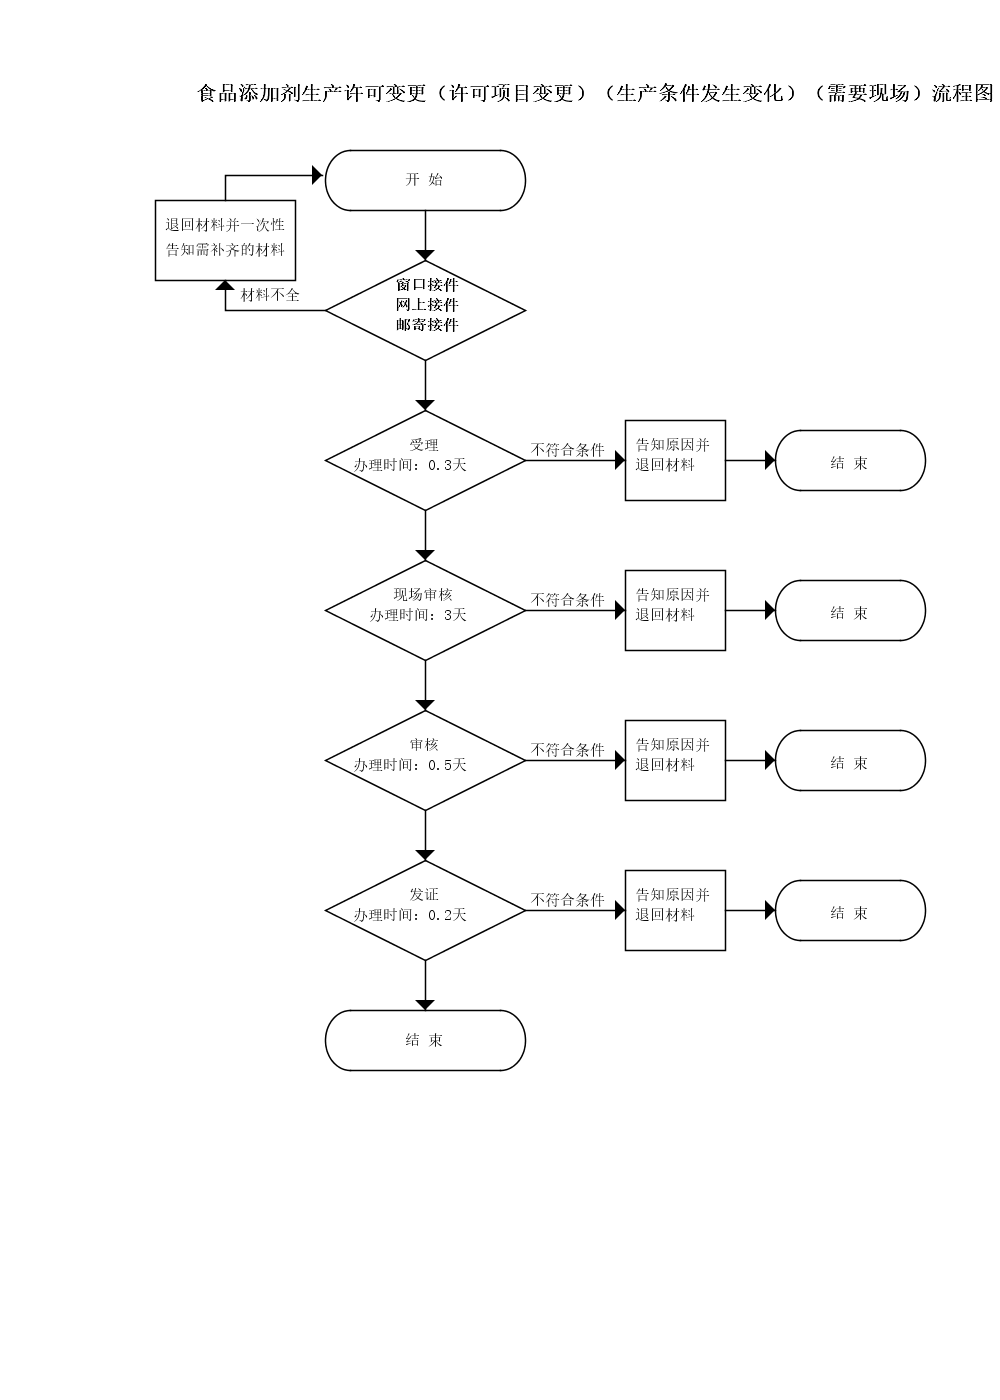 食品添加剂生产许可变更（许可项目变更）（生产条件发生变化）（需要现场）流程图
开 始
退回材料并一次性
告知需补齐的材料
材料不全
窗口接件
网上接件
邮寄接件
受理
办理时间：0.3天
不符合条件
告知原因并
退回材料
结 束
现场审核
办理时间：3天
不符合条件
告知原因并
退回材料
结 束
审核
办理时间：0.5天
不符合条件
告知原因并
退回材料
结 束
发证
办理时间：0.2天
不符合条件
告知原因并
退回材料
结 束
结 束